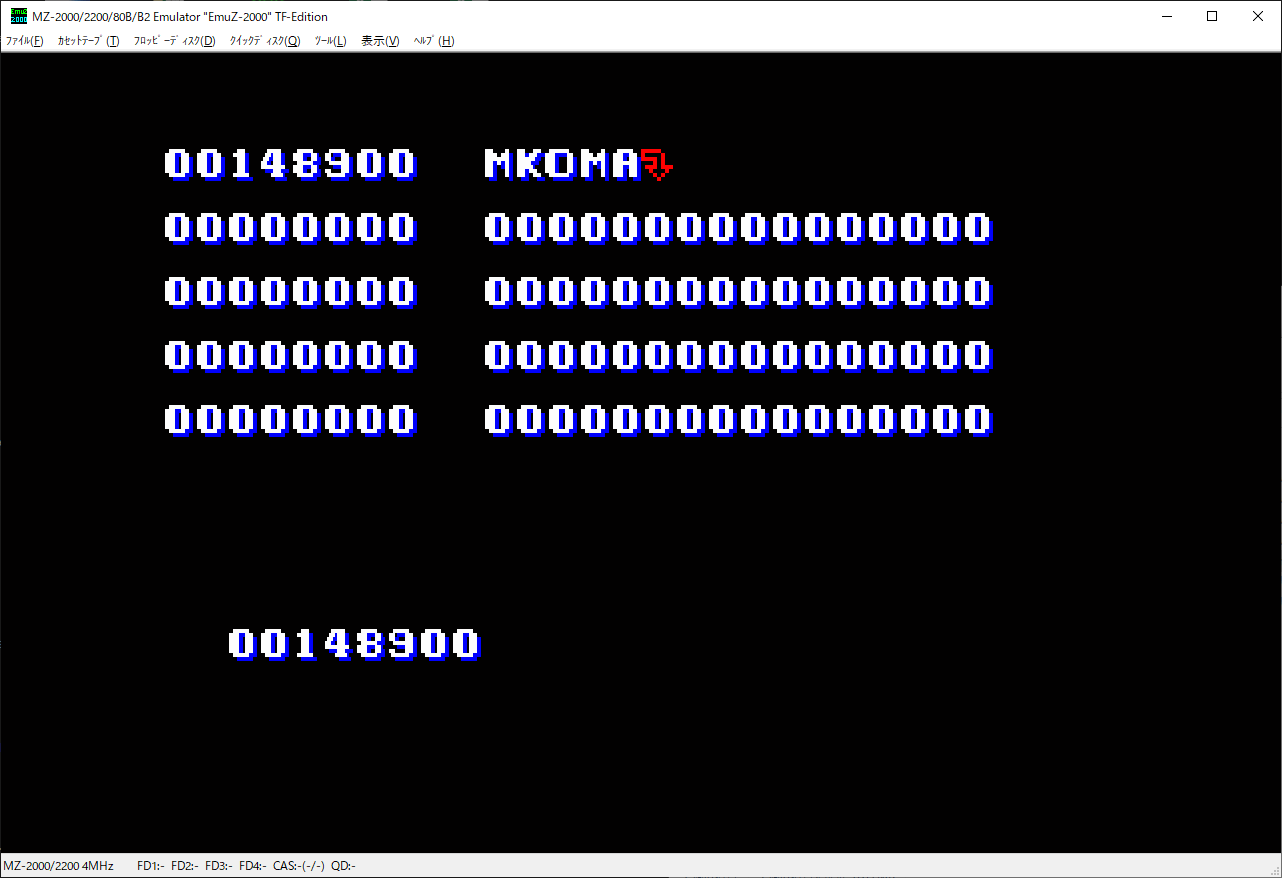 MZ-2000/2200/80B/B2 Emulator "EmuZ-2000" TF-Edition
ﾌｧｲﾙ(F) ｶｾｯﾄﾃｰﾌﾟ(T) ﾌﾛｯﾋﾟｰﾃﾞｨｽｸ(D) ｸｲｯｸﾃﾞｨｽｸ(Q) ﾂｰﾙ(L) 表示(V) ﾍﾙﾌﾟ(H)
00148900 MKOMA
00000000 0000000000000000
00000000 0000000000000000
00000000 0000000000000000
00000000 0000000000000000
00148900
MZ-2000/2200 4MHz FD1:- FD2:- FD3:- FD4:- CAS:-(-/-) QD:-